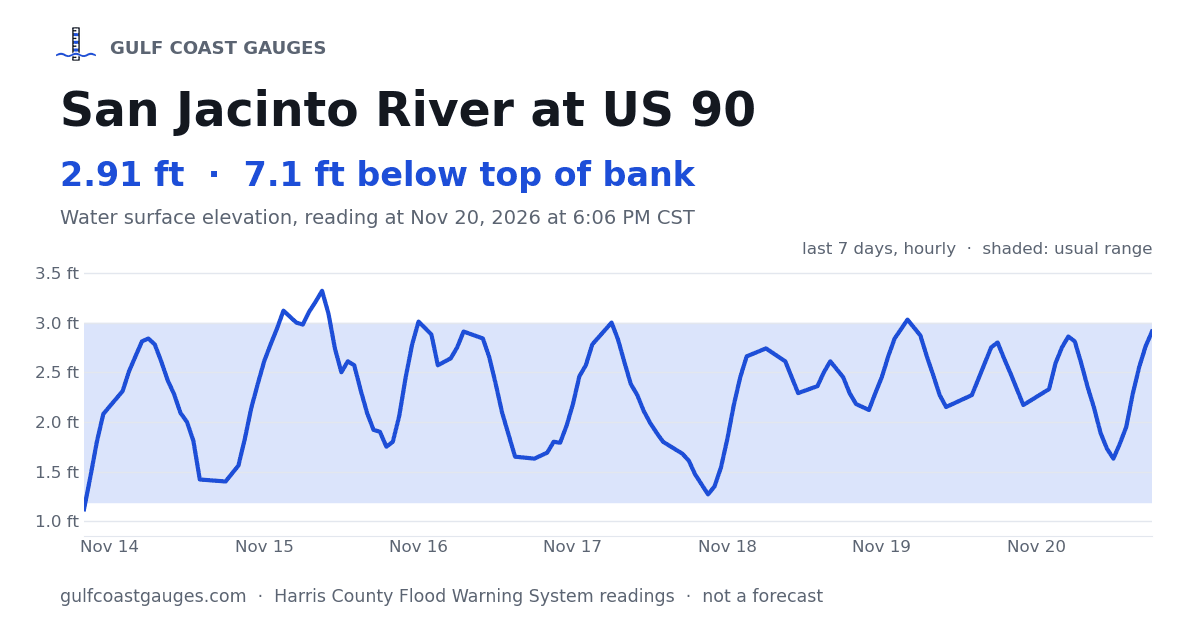 GULF COAST GAUGES
San Jacinto River at US 90
2.91 ft · 7.1 ft below top of bank
Water surface elevation, reading at Nov 20, 2026 at 6:06 PM CST
last 7 days, hourly · shaded: usual range
3.5 ft
3.0 ft
2.5 ft
2.0 ft
1.5 ft
1.0 ft
Nov 14 Nov 15 Nov 16 Nov 17 Nov 18 Nov 19 Nov 20
gulfcoastgauges.com · Harris County Flood Warning System readings · not a forecast